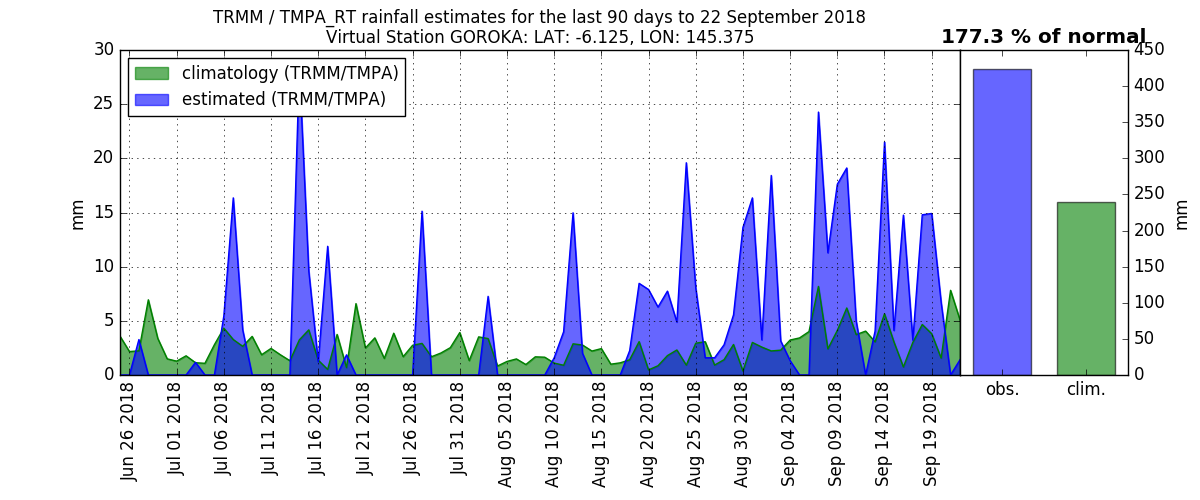 TRMM / TMPA_RT rainfall estimates for the last 90 days to 22 September 2018
Virtual Station GOROKA: LAT: -6.125, LON: 145.375
177.3 % of normal
climatology (TRMM/TMPA)
estimated (TRMM/TMPA)
30
25
20
15
10
5
0
mm
Jun 26 2018
Jul 01 2018
Jul 06 2018
Jul 11 2018
Jul 16 2018
Jul 21 2018
Jul 26 2018
Jul 31 2018
Aug 05 2018
Aug 10 2018
Aug 15 2018
Aug 20 2018
Aug 25 2018
Aug 30 2018
Sep 04 2018
Sep 09 2018
Sep 14 2018
Sep 19 2018
obs.
clim.
450
400
350
300
250
200
150
100
50
0
mm